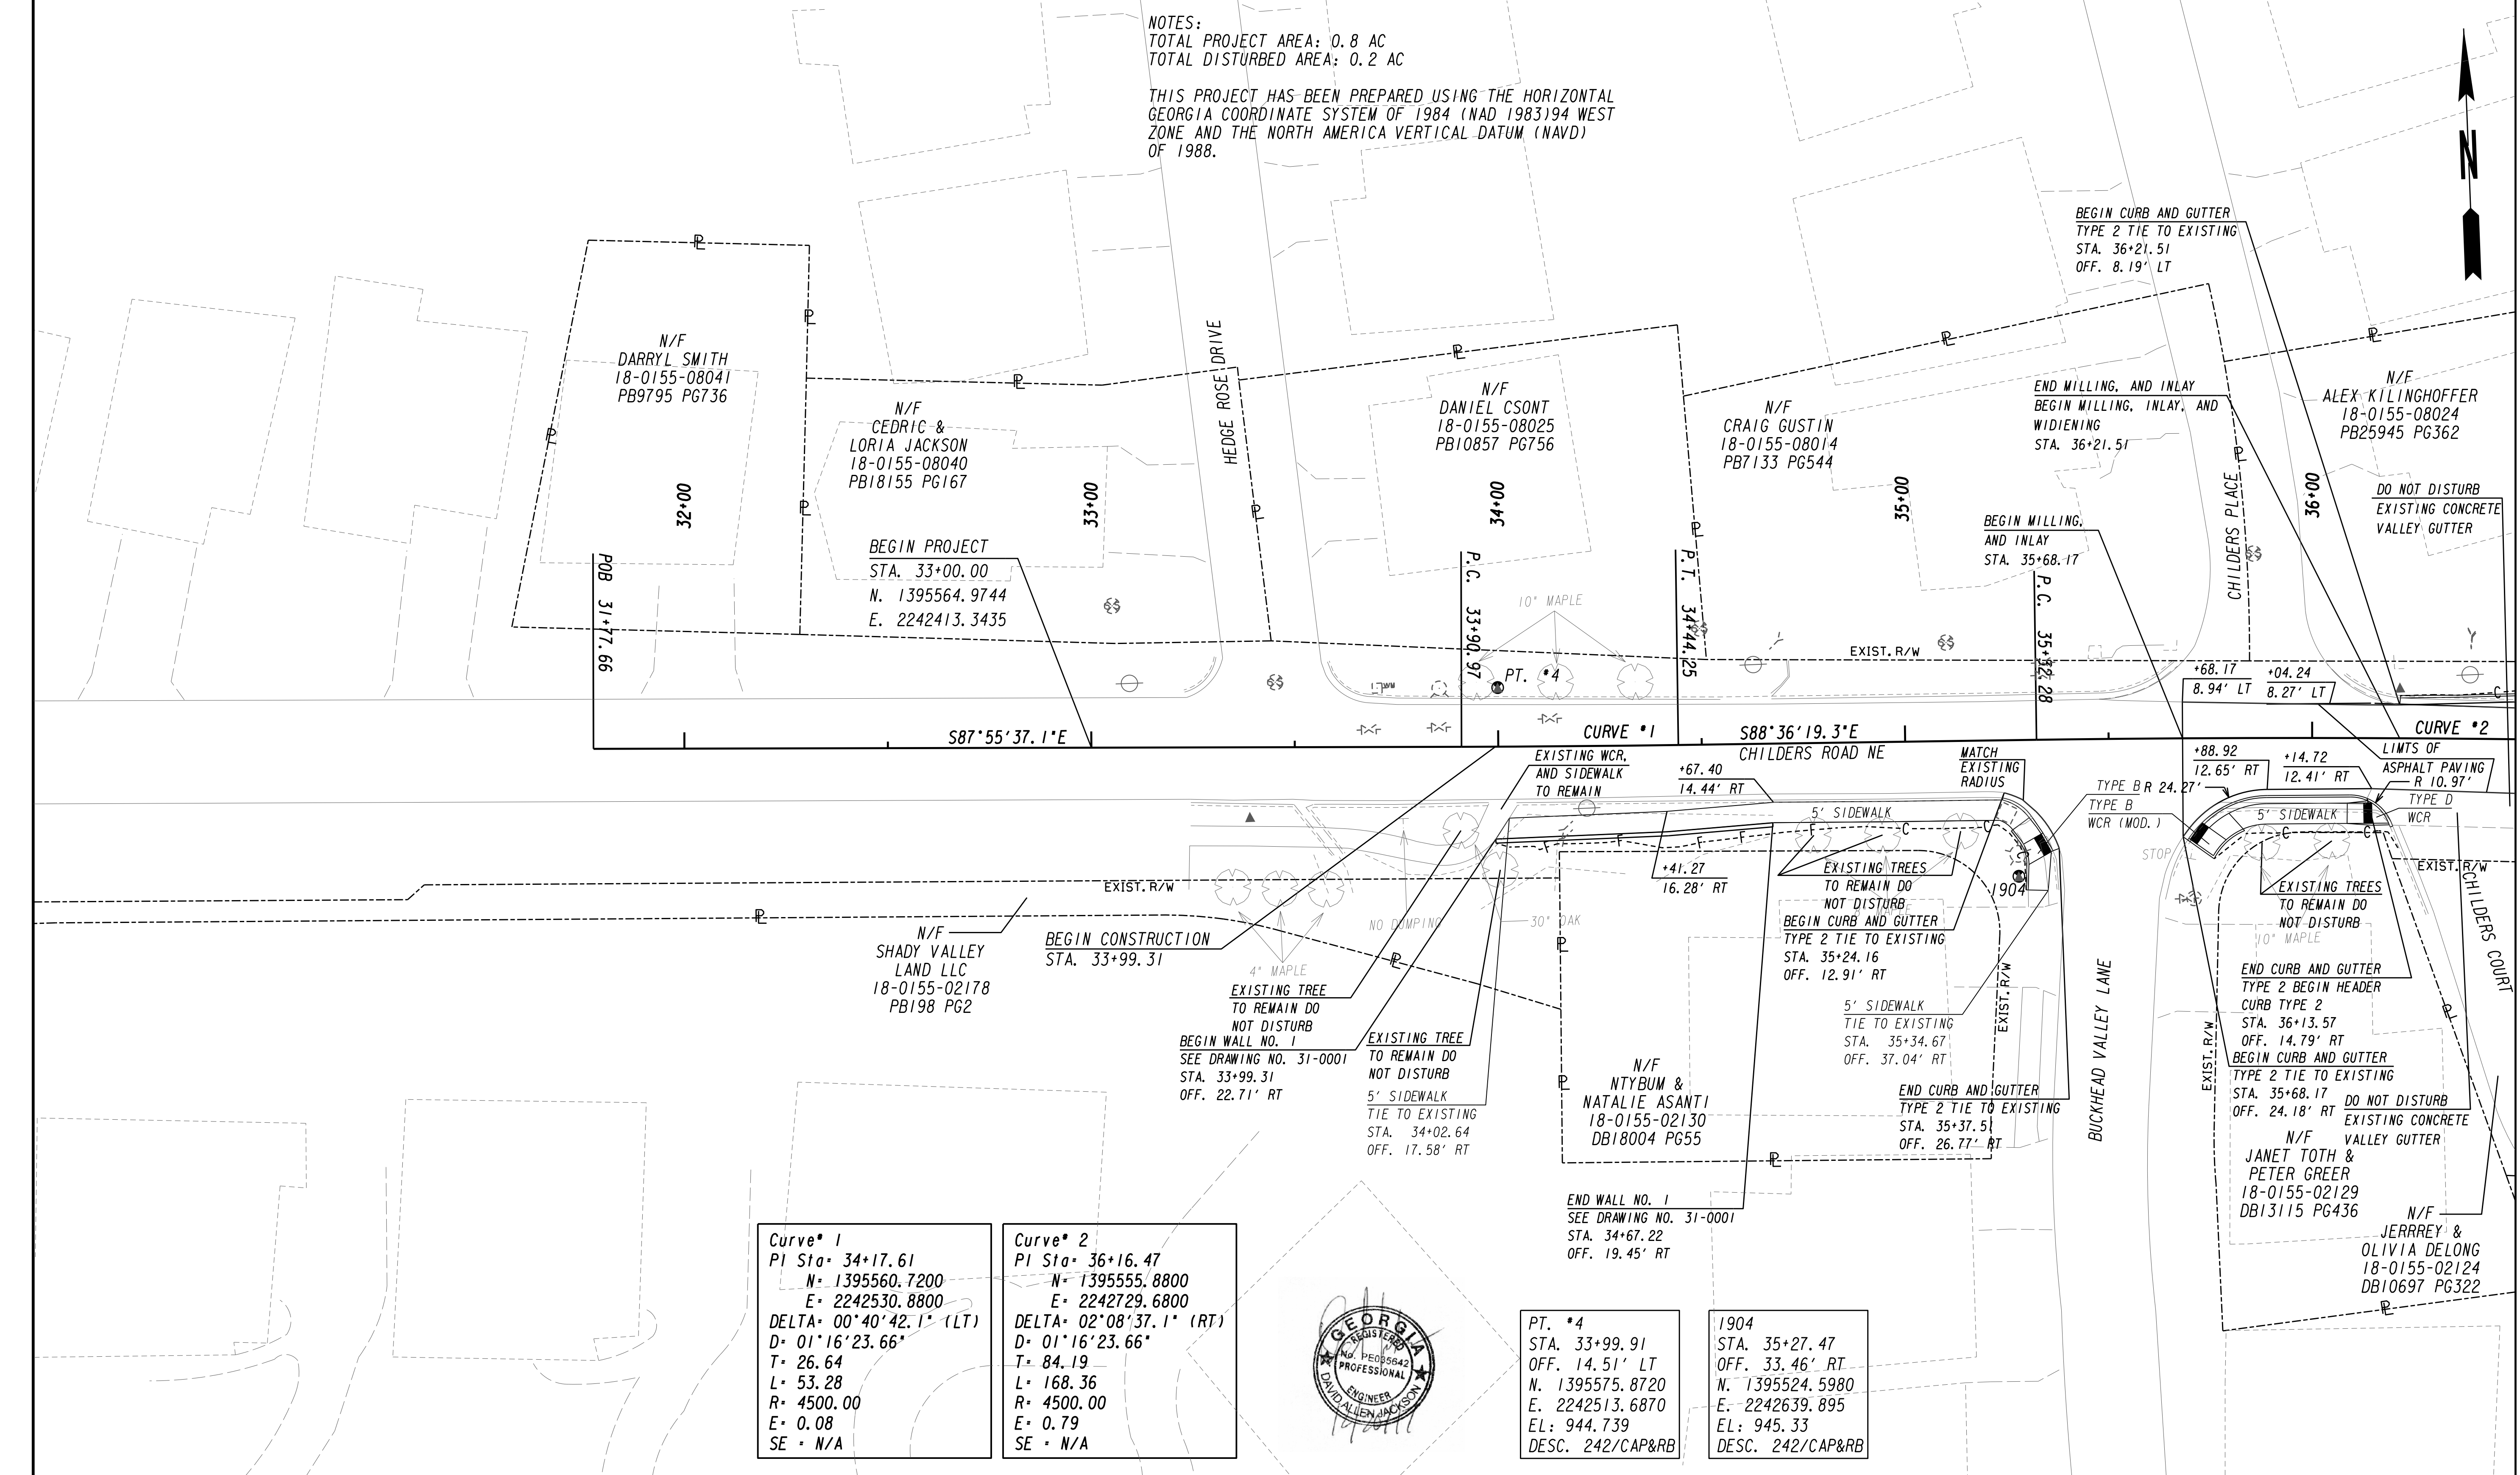 NOTES:
TOTAL PROJECT AREA: 0.8 AC
TOTAL DISTURBED AREA: 0.2 AC
THIS PROJECT HAS BEEN PREPARED USING THE HORIZONTAL
GEORGIA COORDINATE SYSTEM OF 1984 (NAD 1983)94 WEST
ZONE AND THE NORTH AMERICA VERTICAL DATUM (NAVD)
OF 1988.
N
BEGIN CURB AND GUTTER
TYPE 2 TIE TO EXISTING
STA. 36+21.51
OFF. 8.19' LT
END MILLING, AND INLAY
BEGIN MILLING, INLAY, AND
WIDIENING
STA. 36+21.51
N/F
DARRYL SMITH
18-0155-08041
PB9795 PG736
N/F
CEDRIC &
LORIA JACKSON
18-0155-08040
PB18155 PG167
HEDGE ROSE DRIVE
N/F
DANIEL CSONT
18-0155-08025
PB10857 PG756
N/F
CRAIG GUSTIN
18-0155-08014
PB7133 PG544
N/F
ALEX KILINGHOFFER
18-0155-08024
PB25945 PG362
CHILDERS PLACE
DO NOT DISTURB
EXISTING CONCRETE
VALLEY GUTTER
32+00
33+00
34+00
35+00
36+00
BEGIN PROJECT
STA. 33+00.00
N. 1395564.9744
E. 2242413.3435
BEGIN MILLING,
AND INLAY
STA. 35+68.17
POB 31+77.66
P.C. 33+90.97
P.T. 34+44.25
P.C. 35+32.28
10" MAPLE
PT. #4
EXIST. R/W
+68.17
8.94' LT
+04.24
8.27' LT
S87°55'37.1"E
CURVE #1
S88°36'19.3"E
CHILDERS ROAD NE
CURVE #2
EXISTING WCR,
AND SIDEWALK
TO REMAIN
+67.40
14.44' RT
MATCH
EXISTING
RADIUS
+88.92
12.65' RT
+14.72
12.41' RT
LIMTS OF
ASPHALT PAVING
R 10.97'
TYPE B
R 24.27'
TYPE B
WCR (MOD.)
TYPE D
WCR
5' SIDEWALK
5' SIDEWALK
F
F
F
F
F
C
C
C
C
C
C
STOP
+41.27
16.28' RT
EXISTING TREES
TO REMAIN DO
NOT DISTURB
1904
EXISTING TREES
TO REMAIN DO
NOT DISTURB
EXIST. R/W
EXIST. R/W
NO DUMPING
30" OAK
MAPLE
10" MAPLE
4" MAPLE
CHILDERS COURT
N/F
SHADY VALLEY
LAND LLC
18-0155-02178
PB198 PG2
BEGIN CONSTRUCTION
STA. 33+99.31
BEGIN CURB AND GUTTER
TYPE 2 TIE TO EXISTING
STA. 35+24.16
OFF. 12.91' RT
EXISTING TREE
TO REMAIN DO
NOT DISTURB
BEGIN WALL NO. 1
SEE DRAWING NO. 31-0001
STA. 33+99.31
OFF. 22.71' RT
EXISTING TREE
TO REMAIN DO
NOT DISTURB
5' SIDEWALK
TIE TO EXISTING
STA. 34+02.64
OFF. 17.58' RT
5' SIDEWALK
TIE TO EXISTING
STA. 35+34.67
OFF. 37.04' RT
EXIST. R/W
BUCKHEAD VALLEY LANE
EXIST. R/W
END CURB AND GUTTER
TYPE 2 BEGIN HEADER
CURB TYPE 2
STA. 36+13.57
OFF. 14.79' RT
BEGIN CURB AND GUTTER
TYPE 2 TIE TO EXISTING
STA. 35+68.17
OFF. 24.18' RT
DO NOT DISTURB
EXISTING CONCRETE
VALLEY GUTTER
N/F
NTYBUM &
NATALIE ASANTI
18-0155-02130
DB18004 PG55
END CURB AND GUTTER
TYPE 2 TIE TO EXISTING
STA. 35+37.51
OFF. 26.77' RT
N/F
JANET TOTH &
PETER GREER
18-0155-02129
DB13115 PG436
END WALL NO. 1
SEE DRAWING NO. 31-0001
STA. 34+67.22
OFF. 19.45' RT
N/F
JERRREY &
OLIVIA DELONG
18-0155-02124
DB10697 PG322
Curve# 1
PI Sta= 34+17.61
N= 1395560.7200
E= 2242530.8800
DELTA= 00°40'42.1" (LT)
D= 01°16'23.66"
T= 26.64
L= 53.28
R= 4500.00
E= 0.08
SE = N/A
Curve# 2
PI Sta= 36+16.47
N= 1395555.8800
E= 2242729.6800
DELTA= 02°08'37.1" (RT)
D= 01°16'23.66"
T= 84.19
L= 168.36
R= 4500.00
E= 0.79
SE = N/A
GEORGIA
REGISTERED
No. PE035642
PROFESSIONAL
ENGINEER
DAVID ALLEN JACKSON
PT. #4
STA. 33+99.91
OFF. 14.51' LT
N. 1395575.8720
E. 2242513.6870
EL: 944.739
DESC. 242/CAP&RB
1904
STA. 35+27.47
OFF. 33.46' RT
N. 1395524.5980
E. 2242639.895
EL: 945.33
DESC. 242/CAP&RB